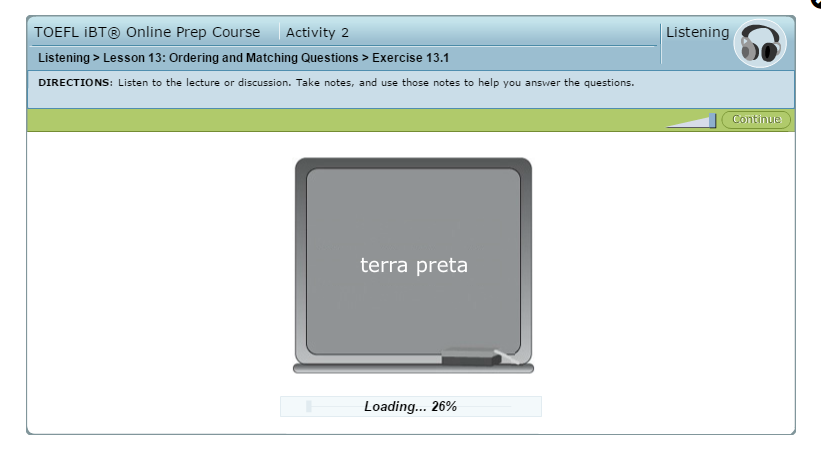 TOEFL iBT® Online Prep Course Activity 2 Listening
Listening > Lesson 13: Ordering and Matching Questions > Exercise 13.1
DIRECTIONS: Listen to the lecture or discussion. Take notes, and use those notes to help you answer the questions.
Continue
terra preta
Loading... 26%